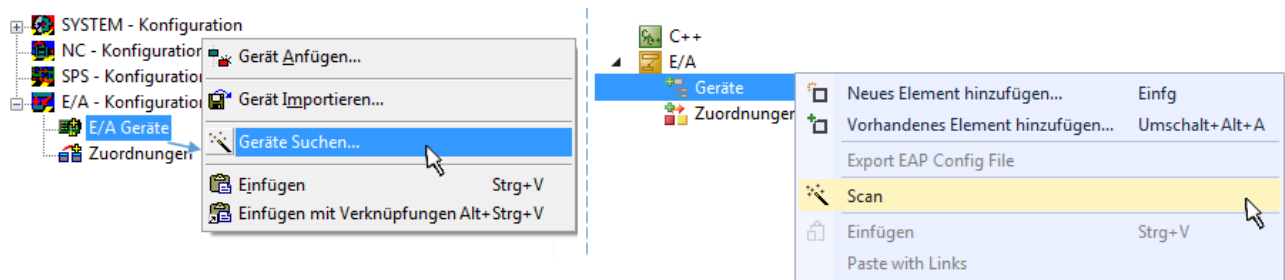 SYSTEM - Konfiguration
NC - Konfiguration
SPS - Konfiguration
E/A - Konfiguration
E/A Geräte
Zuordnungen
Gerät Anfügen...
Gerät Importieren...
Geräte Suchen...
Einfügen Strg+V
Einfügen mit Verknüpfungen Alt+Strg+V
C++
E/A
Geräte
Zuordnungen
Neues Element hinzufügen... Einfg
Vorhandenes Element hinzufügen... Umschalt+Alt+A
Export EAP Config File
Scan
Einfügen Strg+V
Paste with Links